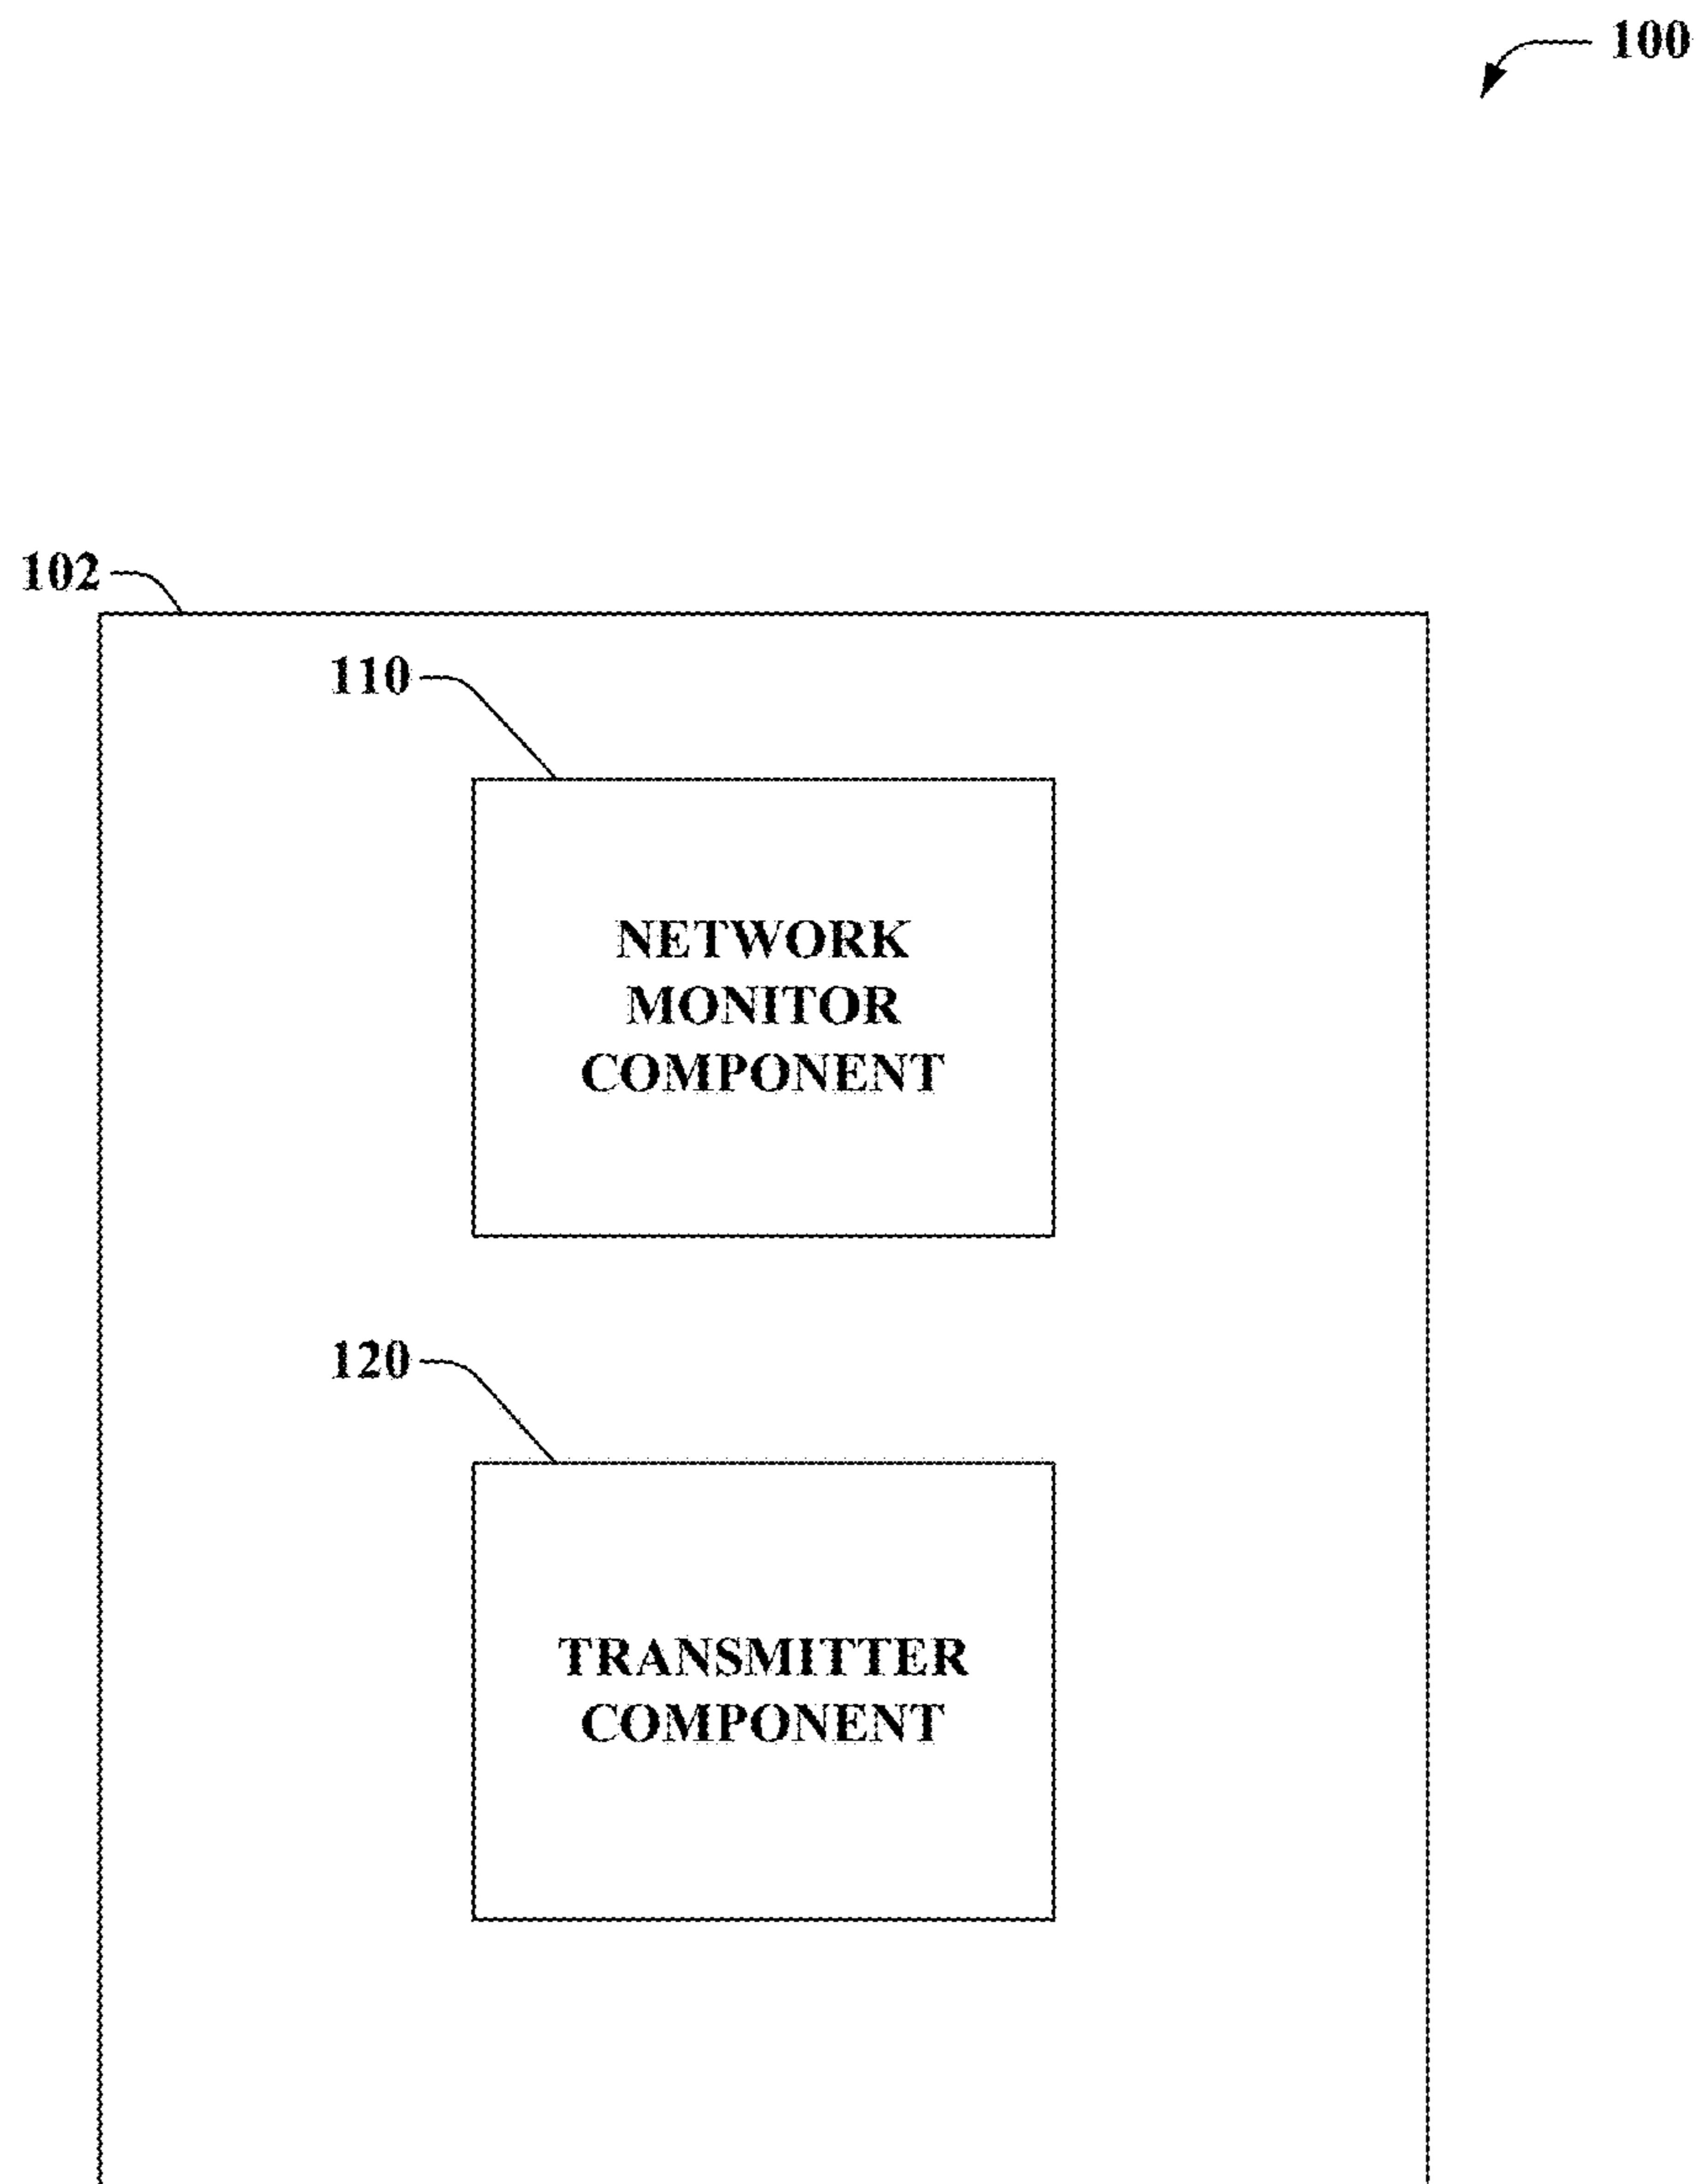 100
102
110
NETWORK
MONITOR
COMPONENT
120
TRANSMITTER
COMPONENT